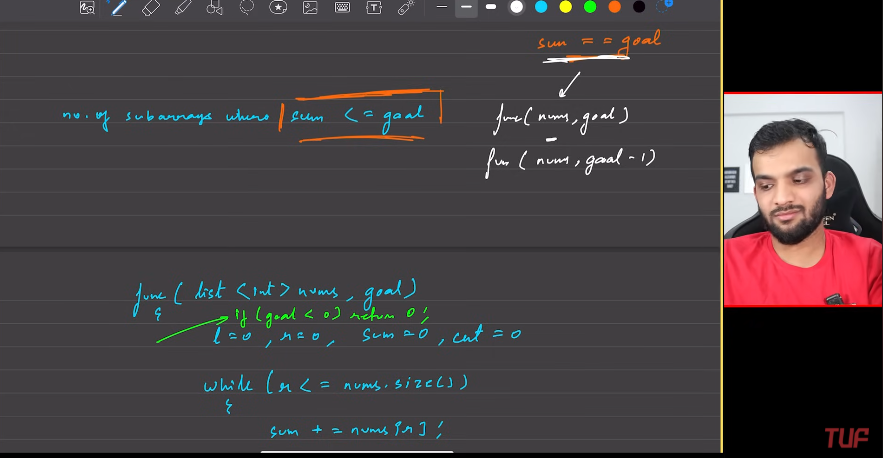 sum == goal
no. of subarrays where sum <= goal
func(nums, goal)
-
fun(nums, goal-1)
func(list<int>nums, goal)
{
if(goal<0) return 0;
l=0, r=0, sum=0, cnt=0
while(r<=nums.size())
{
sum += nums[r];
TUF